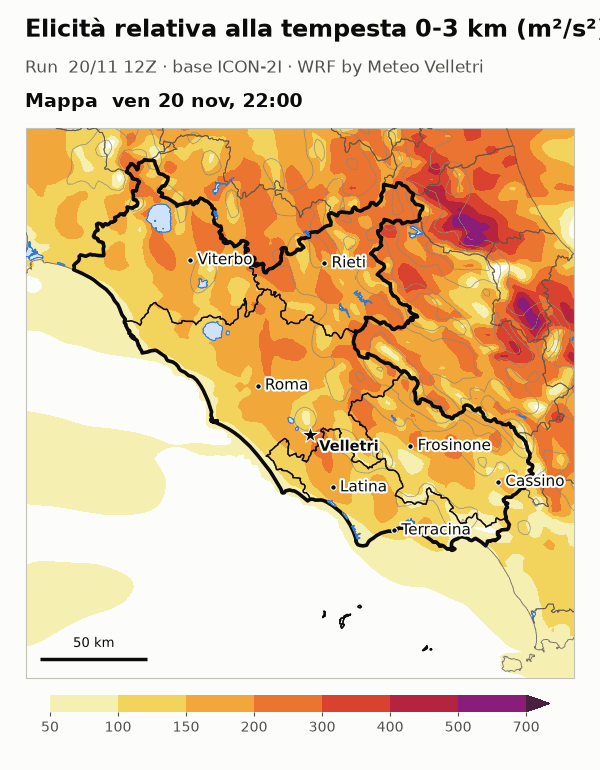 Elicità relativa alla tempesta 0-3 km (m²/s²)
Run 20/11 12Z · base ICON-2I · WRF by Meteo Velletri
Mappa ven 20 nov, 22:00
Viterbo
Rieti
Roma
Velletri
Frosinone
Cassino
Latina
Terracina
50 km
50 100 150 200 300 400 500 700